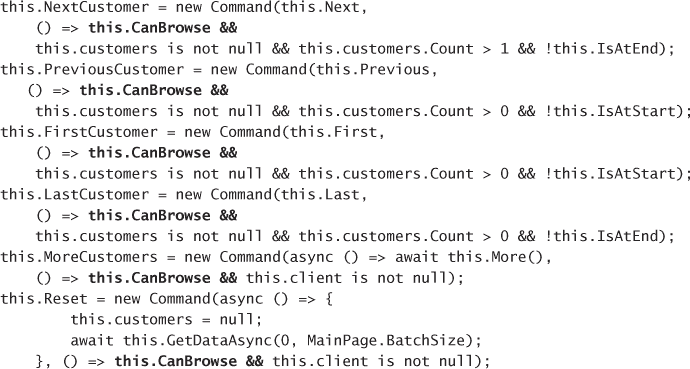 this.NextCustomer = new Command(this.Next,
() => this.CanBrowse &&
this.customers is not null && this.customers.Count > 1 && !this.IsAtEnd);
this.PreviousCustomer = new Command(this.Previous,
() => this.CanBrowse &&
this.customers is not null && this.customers.Count > 0 && !this.IsAtStart);
this.FirstCustomer = new Command(this.First,
() => this.CanBrowse &&
this.customers is not null && this.customers.Count > 0 && !this.IsAtStart);
this.LastCustomer = new Command(this.Last,
() => this.CanBrowse &&
this.customers is not null && this.customers.Count > 0 && !this.IsAtEnd);
this.MoreCustomers = new Command(async () => await this.More(),
() => this.CanBrowse && this.client is not null);
this.Reset = new Command(async () => {
this.customers = null;
await this.GetDataAsync(0, MainPage.BatchSize);
}, () => this.CanBrowse && this.client is not null);